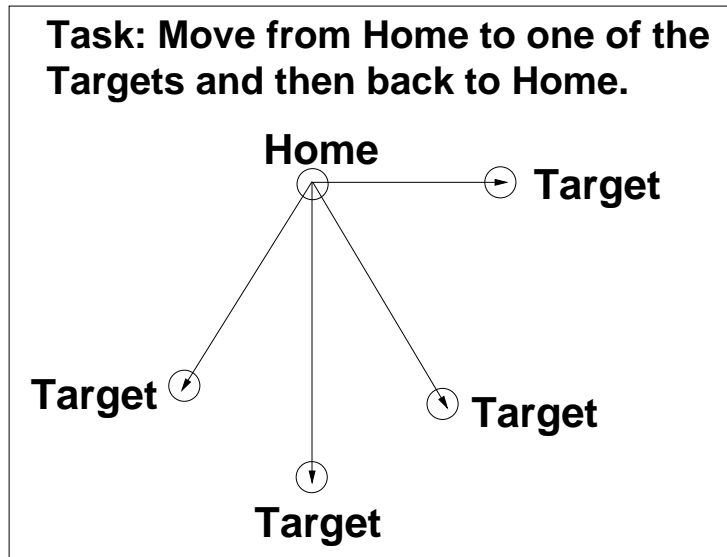 Task: Move from Home to one of the
Targets and then back to Home.
Home
Target
Target
Target
Target